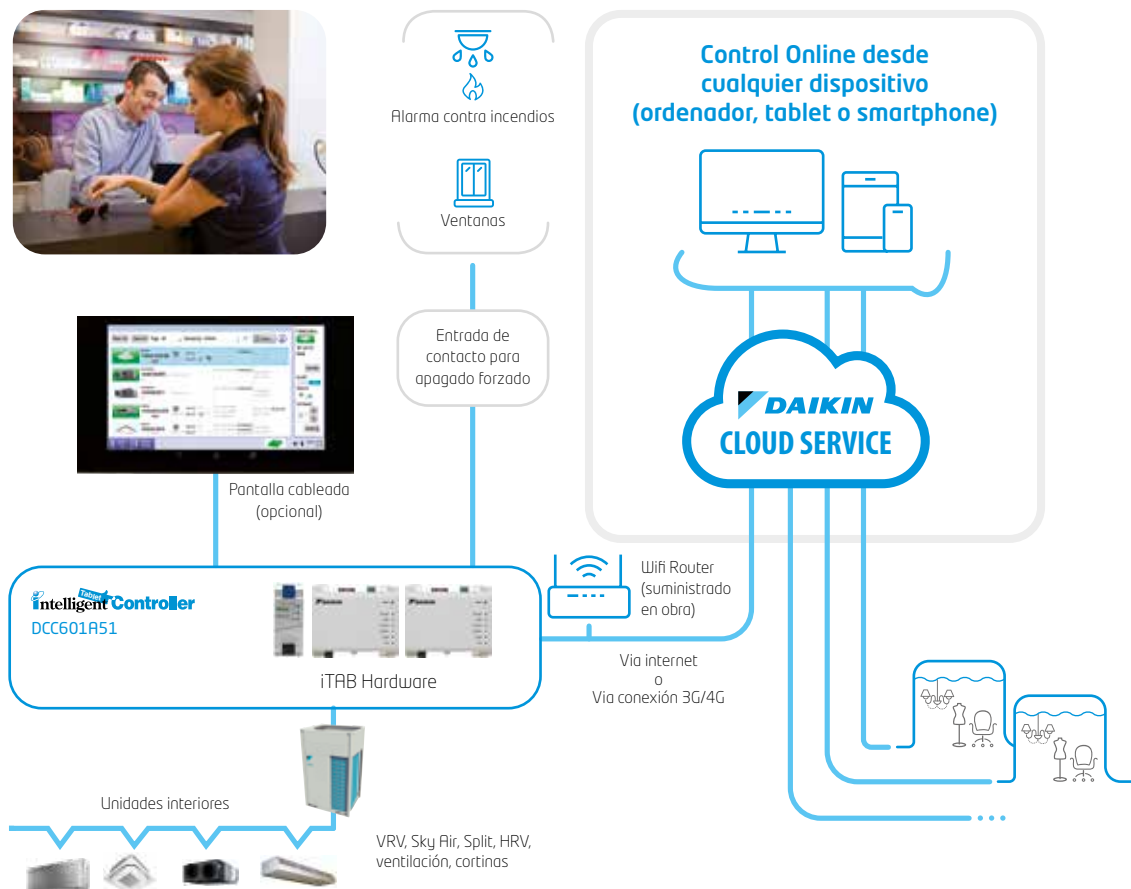 Alarma contra incendios
Ventanas
Entrada de
contacto para
apagado forzado
Control Online desde
cualquier dispositivo
(ordenador, tablet o smartphone)
DAIKIN
CLOUD SERVICE
Pantalla cableada
(opcional)
intelligent Tablet Controller
DCC601A51
iTAB Hardware
Wifi Router
(suministrado
en obra)
Via internet
o
Via conexión 3G/4G
Unidades interiores
VRV, Sky Air, Split, HRV,
ventilación, cortinas